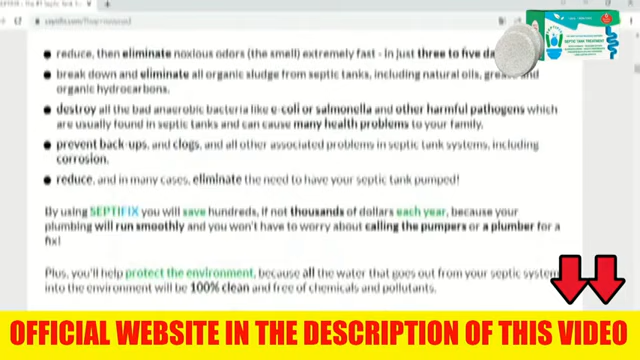 reduce, then eliminate noxious odors (the smell) extremely fast - in just three to five da
break down and eliminate all organic sludge from septic tanks, including natural oils, grease and
organic hydrocarbons.
destroy all the bad anaerobic bacteria like e-coli or salmonella and other harmful pathogens which
are usually found in septic tanks and can cause many health problems to your family.
prevent back-ups, and clogs, and all other associated problems in septic tank systems, including
corrosion.
reduce, and in many cases, eliminate the need to have your septic tank pumped!
By using SEPTIFIX you will save hundreds, if not thousands of dollars each year, because your
plumbing will run smoothly and you won't have to worry about calling the pumpers or a plumber for a
fix!
Plus, you'll help protect the environment, because all the water that goes out from your septic system
into the environment will be 100% clean and free of chemicals and pollutants.
SEPTIC TANK TREATMENT
OFFICIAL WEBSITE IN THE DESCRIPTION OF THIS VIDEO